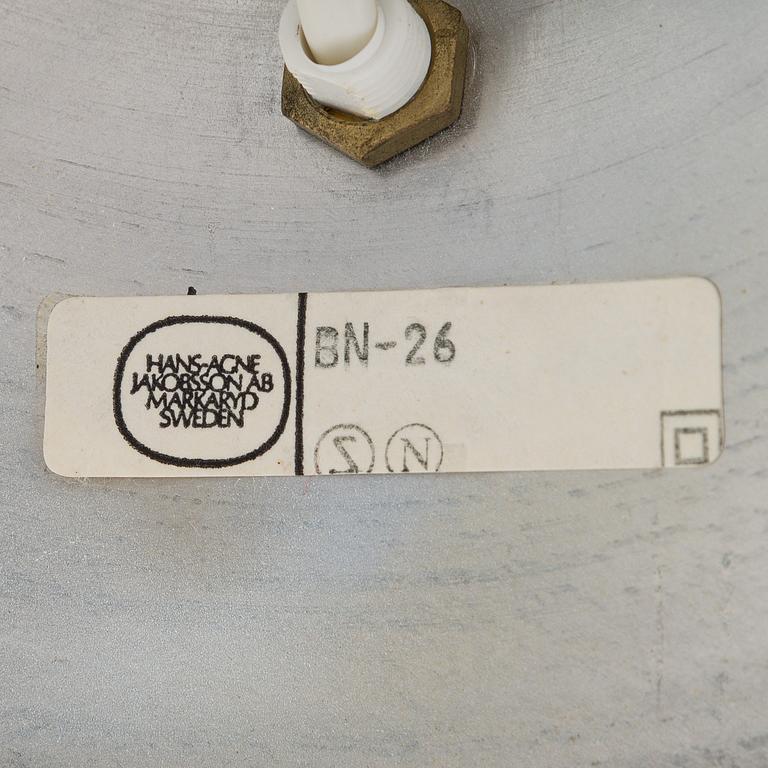 HANS-AGNE
JAKOBSSON AB
MARKARYD
SWEDEN
BN-26
S N